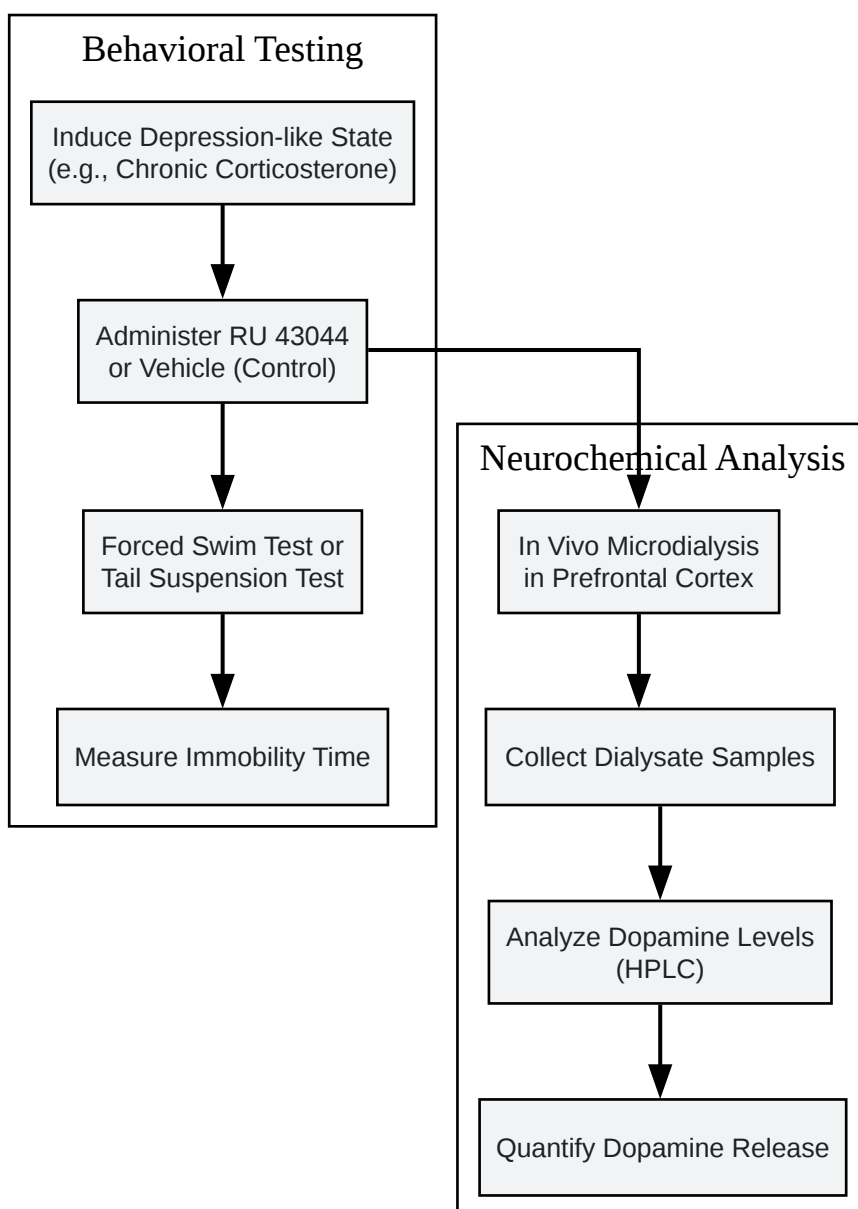 Behavioral Testing
Induce Depression-like State
(e.g., Chronic Corticosterone)
Administer RU 43044
or Vehicle (Control)
Forced Swim Test or
Tail Suspension Test
Measure Immobility Time
Neurochemical Analysis
In Vivo Microdialysis
in Prefrontal Cortex
Collect Dialysate Samples
Analyze Dopamine Levels
(HPLC)
Quantify Dopamine Release